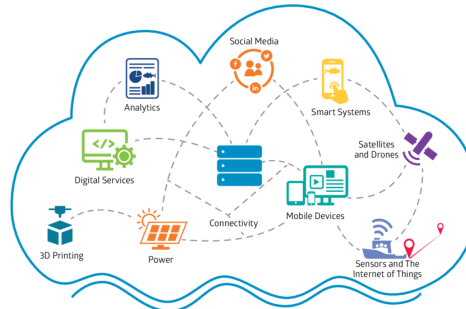 Social Media
Analytics
Smart Systems
</>
Digital Services
Satellites
and Drones
Connectivity
Mobile Devices
3D Printing
Power
Sensors and The
Internet of Things